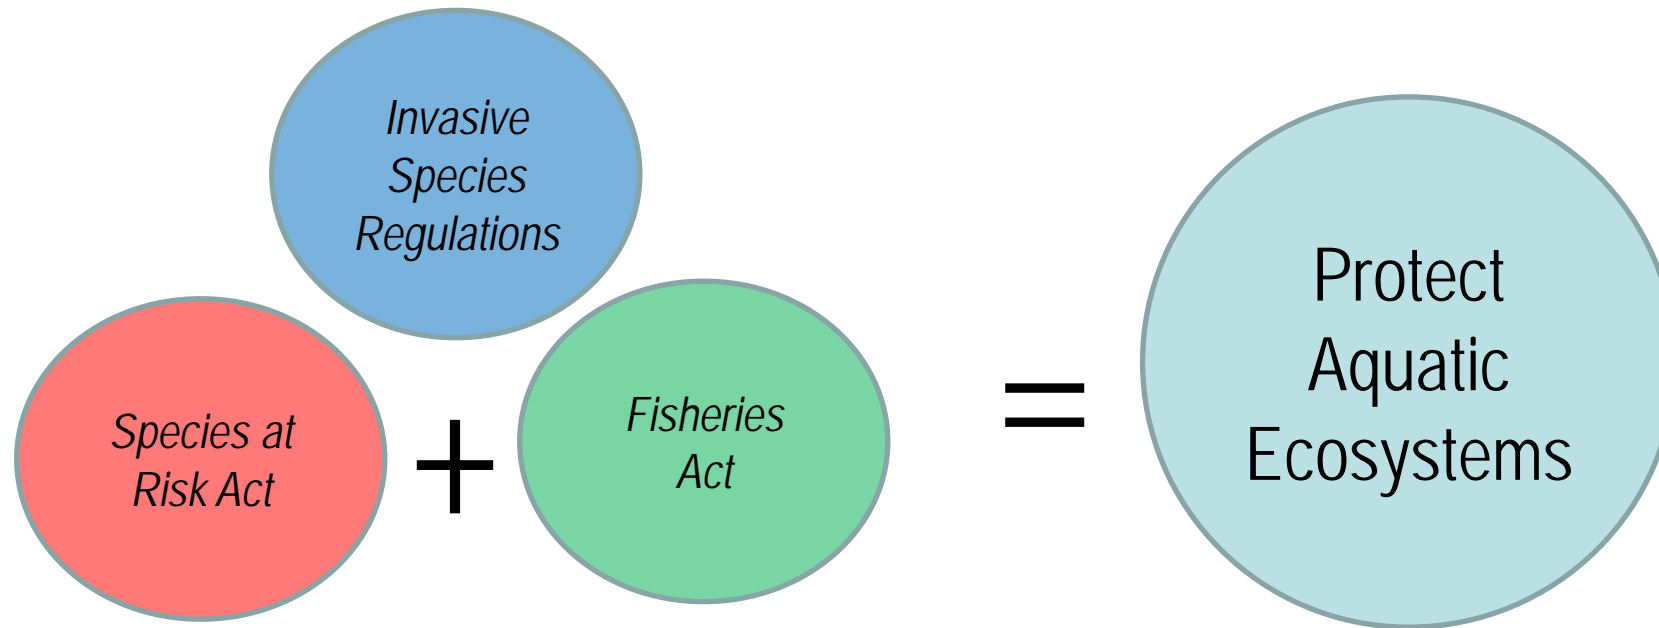 Invasive
Species
Regulations
Species at
Risk Act
+
Fisheries
Act
=
Protect
Aquatic
Ecosystems